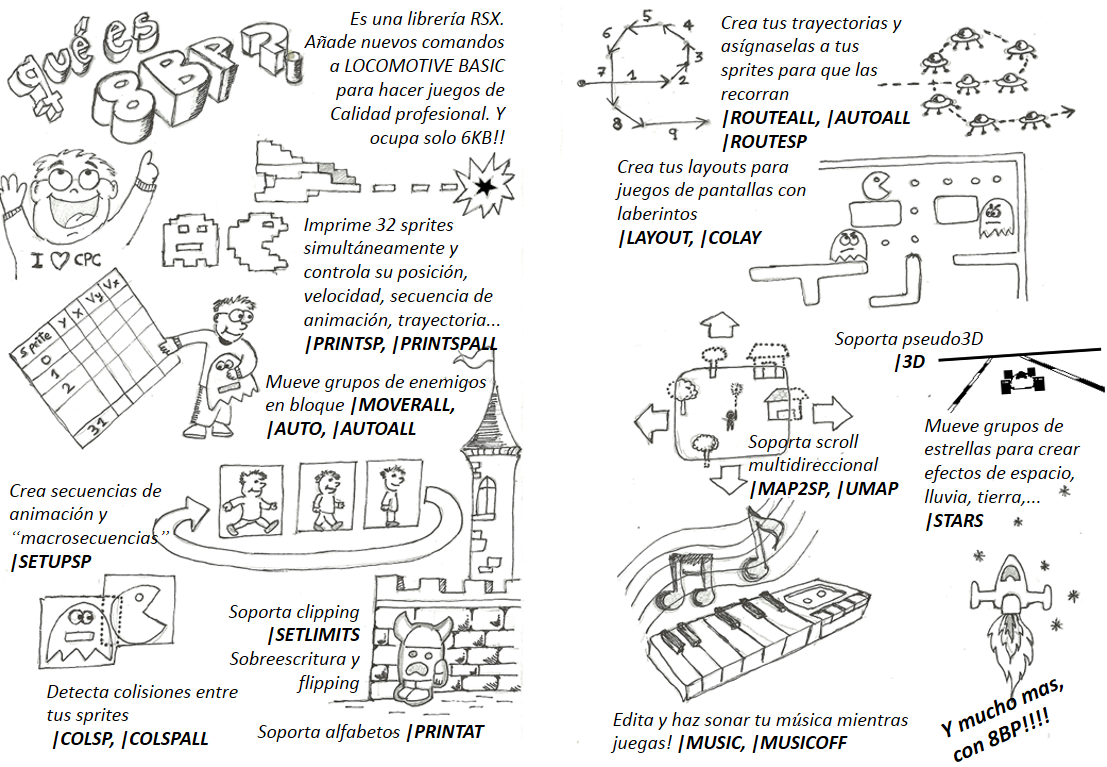 ¿qué es
8BP?
Es una librería RSX.
Añade nuevos comandos
a LOCOMOTIVE BASIC
para hacer juegos de
Calidad profesional. Y
ocupa solo 6KB!!
I ♥ CPC
Imprime 32 sprites
simultáneamente y
controla su posición,
velocidad, secuencia de
animación, trayectoria...
|PRINTSP, |PRINTSPALL
Sprite Y X Vy Vx
0
1
2
31
Mueve grupos de enemigos
en bloque |MOVERALL,
|AUTO, |AUTOALL
Crea secuencias de
animación y
“macrosecuencias”
|SETUPSP
Soporta clipping
|SETLIMITS
Sobreescritura y
flipping
Detecta colisiones entre
tus sprites
|COLSP, |COLSPALL
Soporta alfabetos |PRINTAT
1
2
3
4
5
6
7
8
9
Crea tus trayectorias y
asígnaselas a tus
sprites para que las
recorran
|ROUTEALL, |AUTOALL
|ROUTESP
Crea tus layouts para
juegos de pantallas con
laberintos
|LAYOUT, |COLAY
Soporta pseudo3D
|3D
Soporta scroll
multidireccional
|MAP2SP, |UMAP
Mueve grupos de
estrellas para crear
efectos de espacio,
lluvia, tierra,...
|STARS
Edita y haz sonar tu música mientras
juegas! |MUSIC, |MUSICOFF
Y mucho mas,
con 8BP!!!!